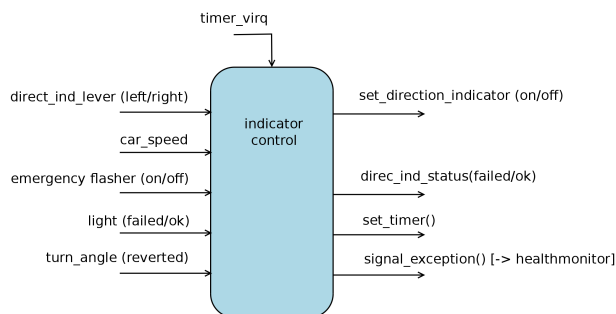 timer_virq
direct_ind_lever (left/right)
set_direction_indicator (on/off)
indicator
control
car_speed
emergency flasher (on/off)
direc_ind_status(failed/ok)
light (failed/ok)
set_timer()
turn_angle (reverted)
signal_exception() [-> healthmonitor]